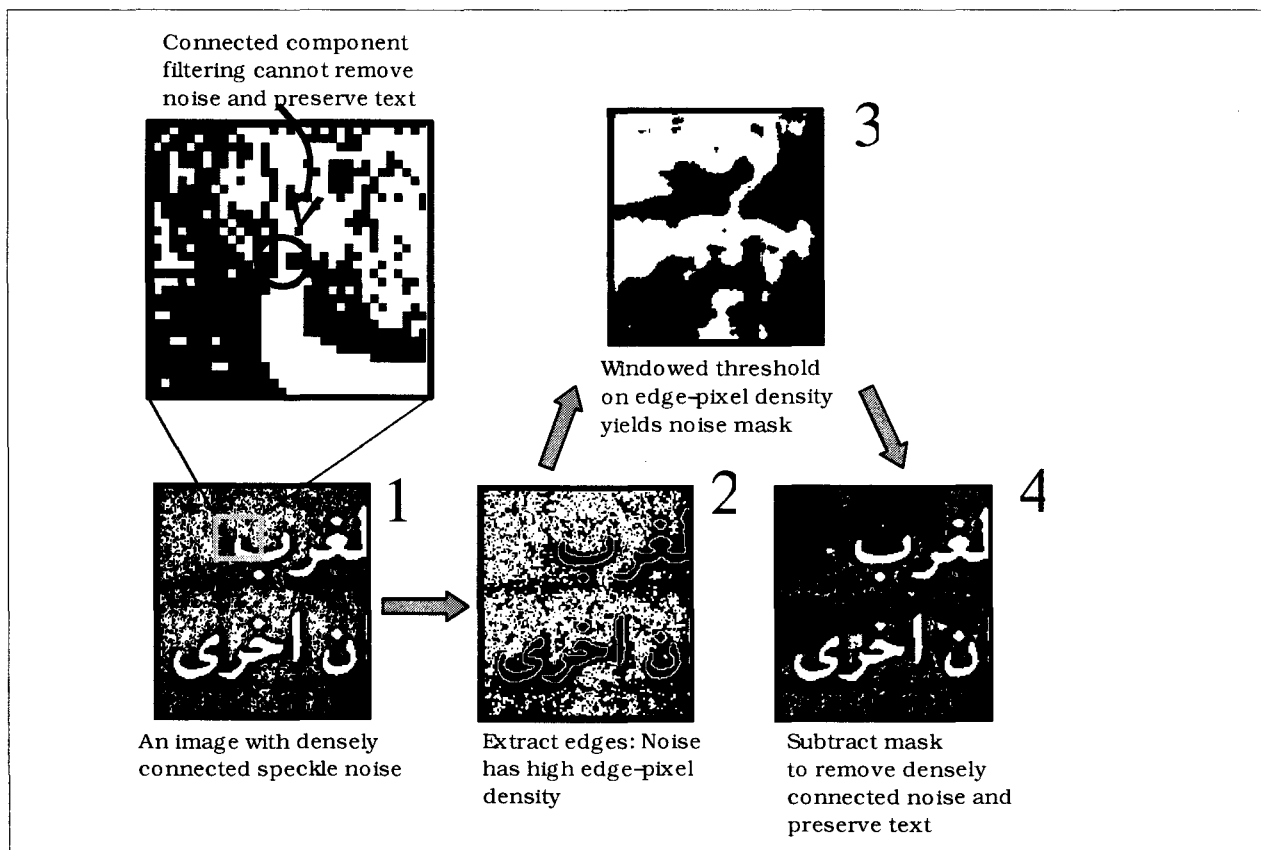 Connected component
filtering cannot remove
noise and preserve text
3
Windowed threshold
on edge-pixel density
yields noise mask
1
لغرب
ن اخرى
An image with densely
connected speckle noise
2
لغرب
ن اخرى
Extract edges: Noise
has high edge-pixel
density
4
لغرب
ن اخرى
Subtract mask
to remove densely
connected noise and
preserve text